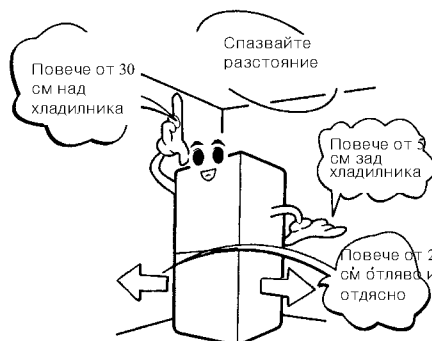 Спазвайте
разстояние
Повече от 30
см над
хладилника
Повече от 5
см зад
хладилника
Повече от 2
см отляво и
отдясно